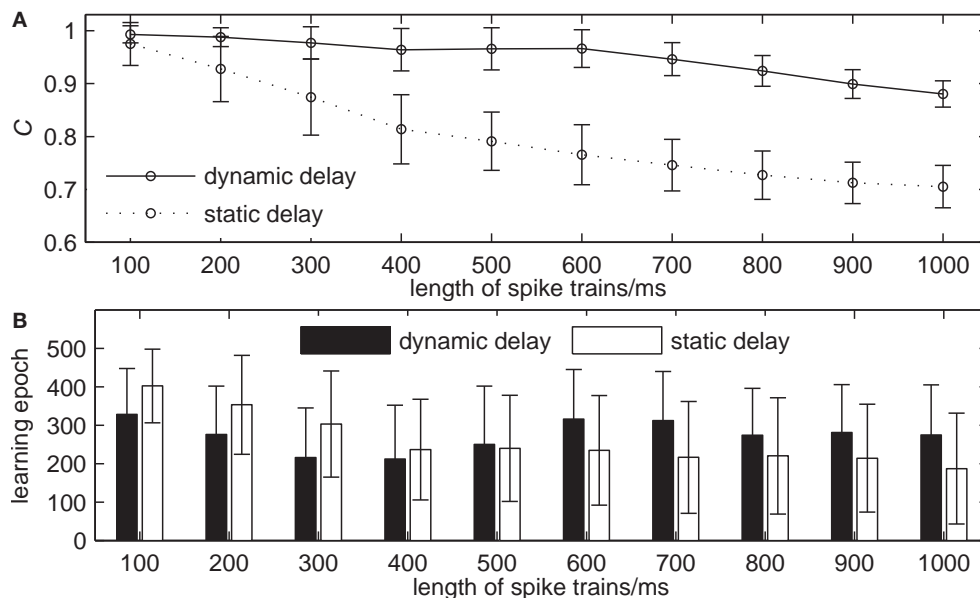 A
1
0.9
0.8
0.7
0.6
C
dynamic delay
static delay
100 200 300 400 500 600 700 800 900 1000
length of spike trains/ms
B
500
400
300
200
100
0
learning epoch
dynamic delay static delay
100 200 300 400 500 600 700 800 900 1000
length of spike trains/ms